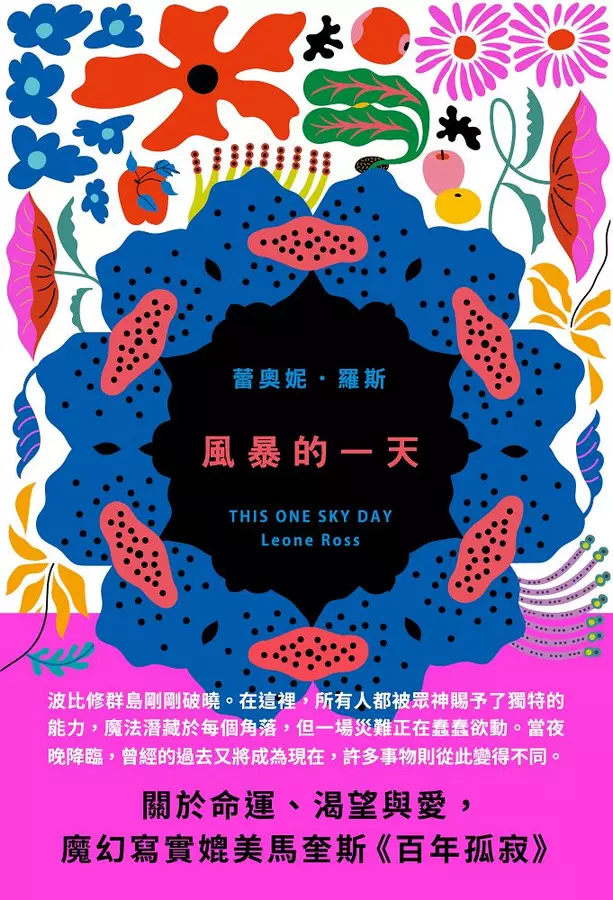 蕾奧妮・羅斯
風暴的一天
THIS ONE SKY DAY
Leone Ross
波比修群島剛剛破曉。在這裡，所有人都被眾神賜予了獨特的
能力，魔法潛藏於每個角落，但一場災難正在蠢蠢欲動。當夜
晚降臨，曾經的過去又將成為現在，許多事物則從此變得不同。
關於命運、渴望與愛，
魔幻寫實媲美馬奎斯《百年孤寂》